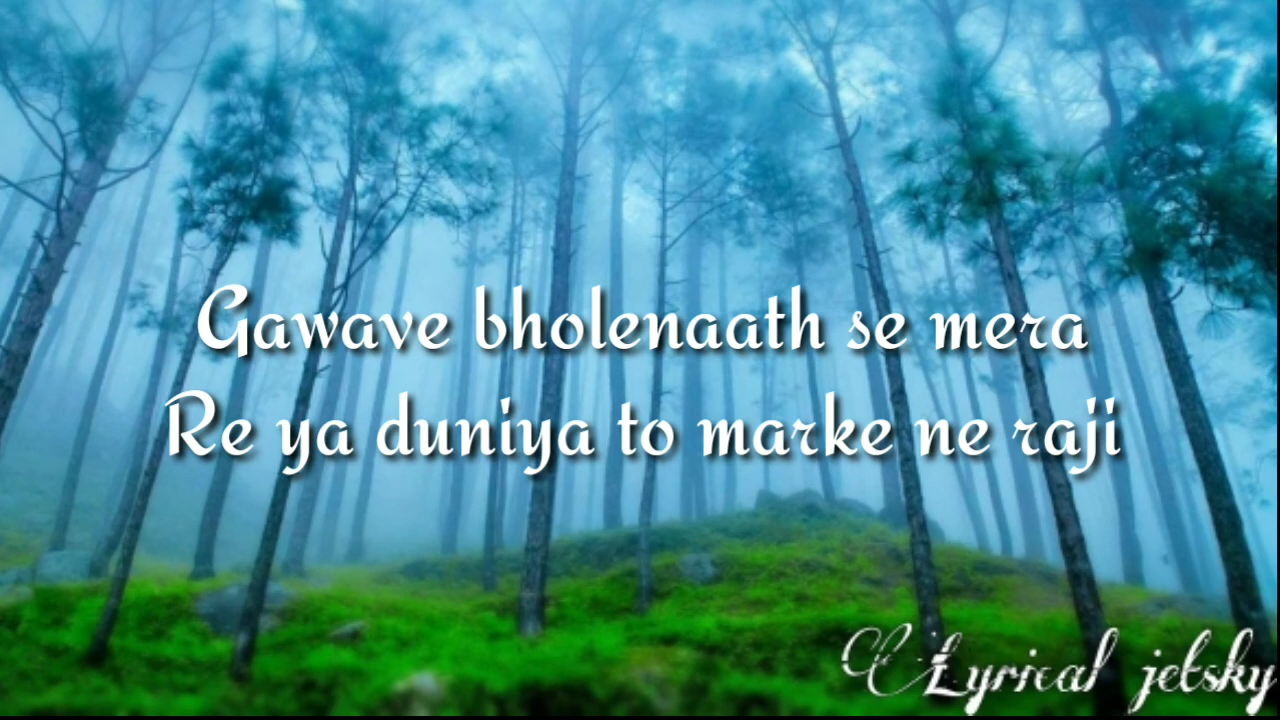 Gawave bholenaath se mera
Re ya duniya to marke ne raji
Lyrical jetsky